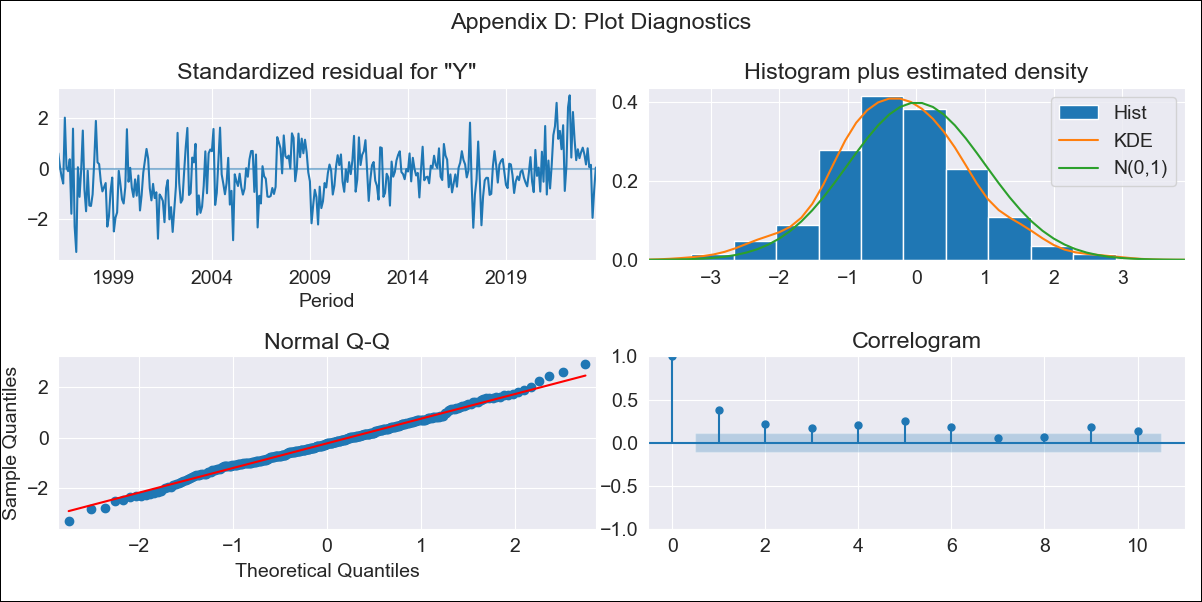 Appendix D: Plot Diagnostics
Standardized residual for "Y"
2
0
−2
1999 2004 2009 2014 2019
Period
Histogram plus estimated density
0.4
0.2
0.0
−3 −2 −1 0 1 2 3
Hist
KDE
N(0,1)
Normal Q-Q
Sample Quantiles
2
0
−2
−2 −1 0 1 2
Theoretical Quantiles
Correlogram
1.0
0.5
0.0
−0.5
−1.0
0 2 4 6 8 10